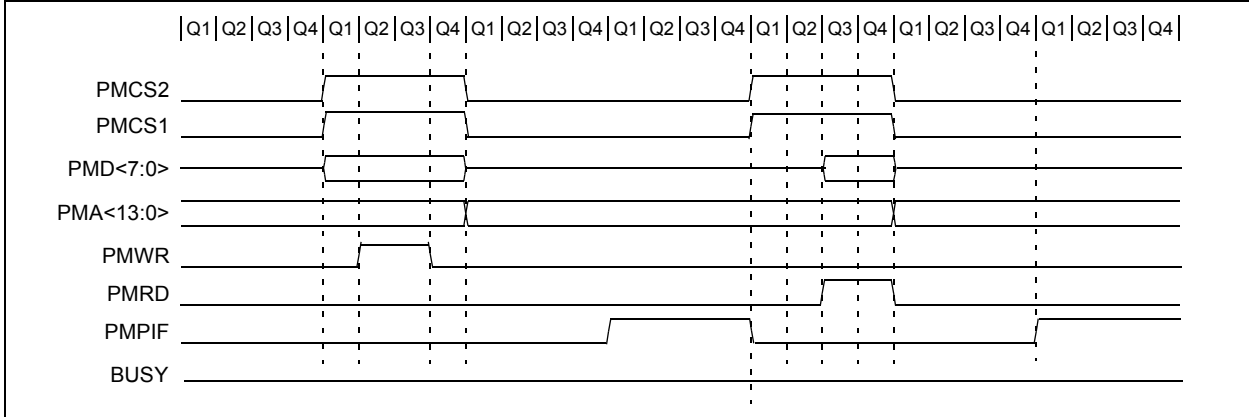 Q1 Q2 Q3 Q4 Q1 Q2 Q3 Q4 Q1 Q2 Q3 Q4 Q1 Q2 Q3 Q4 Q1 Q2 Q3 Q4 Q1 Q2 Q3 Q4 Q1 Q2 Q3 Q4
PMCS2
PMCS1
PMD<7:0>
PMA<13:0>
PMWR
PMRD
PMPIF
BUSY